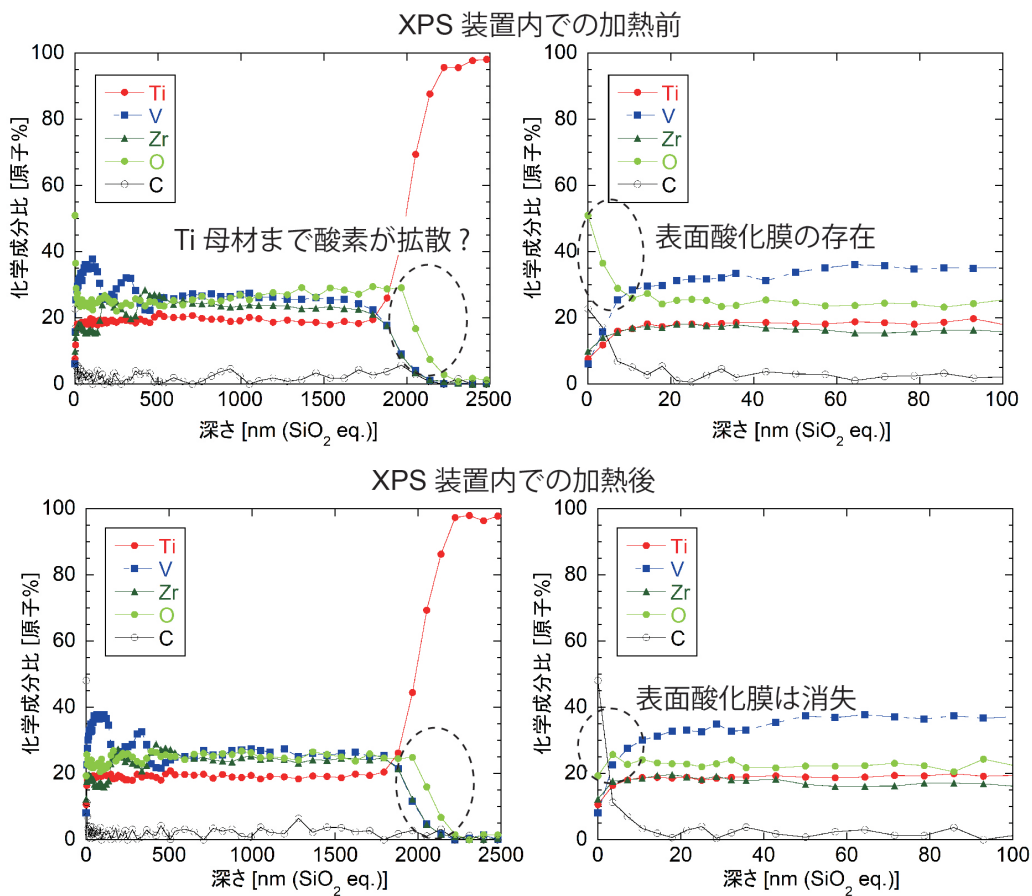 XPS 装置内での加熱前
100
80
60
40
20
0
化学成分比 [原子%]
Ti
V
Zr
O
C
Ti 母材まで酸素が拡散？
0
500
1000
1500
2000
2500
深さ [nm (SiO2 eq.)]
100
80
60
40
20
0
化学成分比 [原子%]
Ti
V
Zr
O
C
表面酸化膜の存在
0
20
40
60
80
100
深さ [nm (SiO2 eq.)]
XPS 装置内での加熱後
100
80
60
40
20
0
化学成分比 [原子%]
Ti
V
Zr
O
C
0
500
1000
1500
2000
2500
深さ [nm (SiO2 eq.)]
100
80
60
40
20
0
化学成分比 [原子%]
Ti
V
Zr
O
C
表面酸化膜は消失
0
20
40
60
80
100
深さ [nm (SiO2 eq.)]